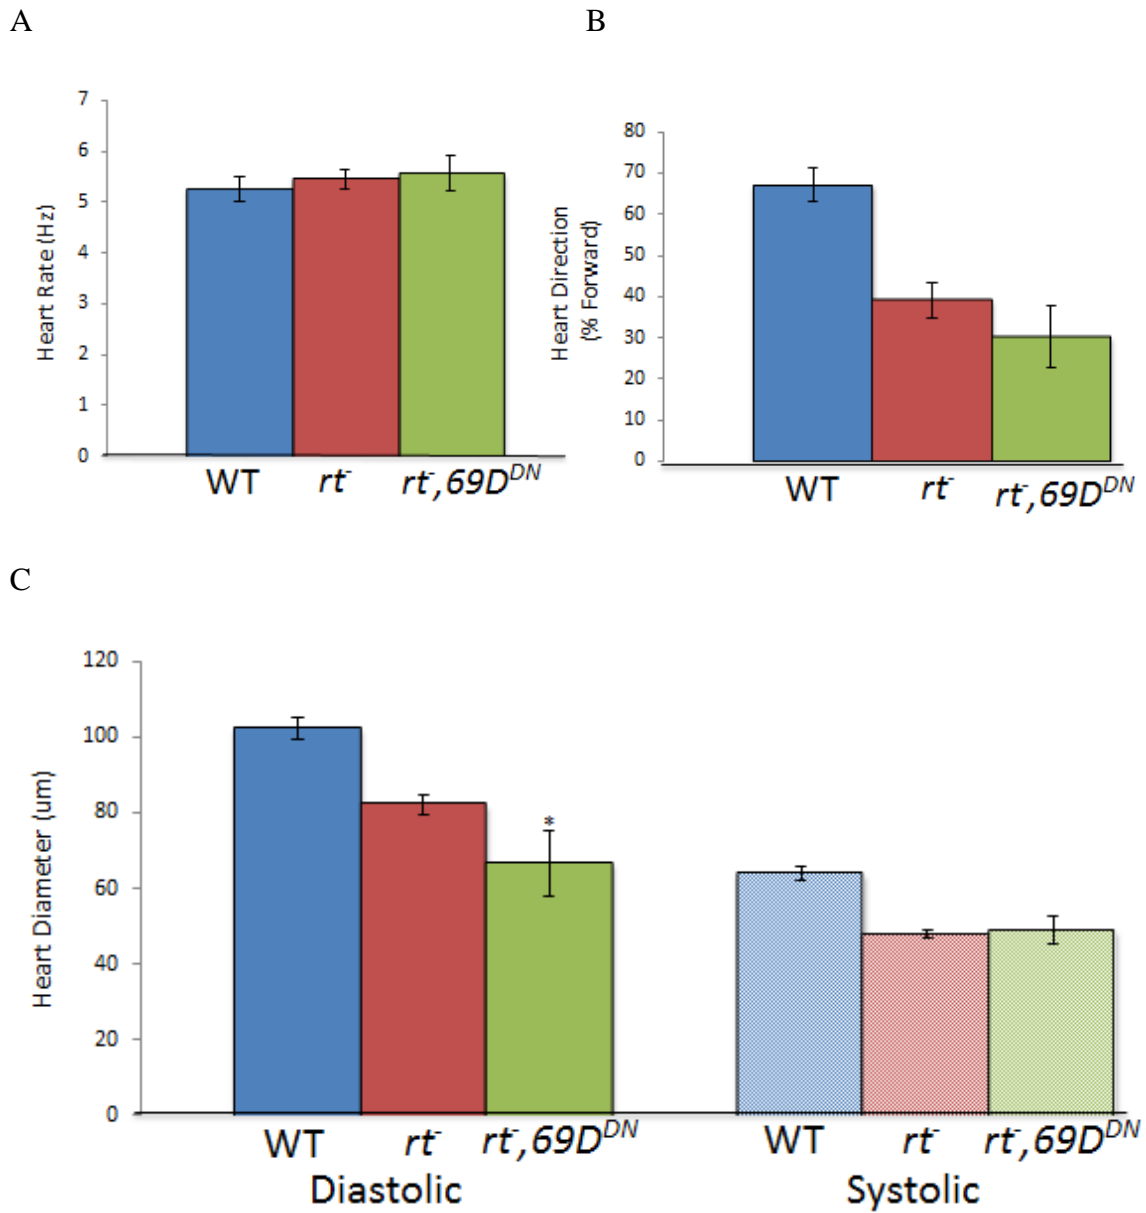 A
B
7
6
5
4
3
2
1
0
Heart Rate (Hz)
WT rt⁻ rt⁻,69Dᴰᴺ
80
70
60
50
40
30
20
10
0
Heart Direction
(% Forward)
WT rt⁻ rt⁻,69Dᴰᴺ
C
120
100
80
60
40
20
0
Heart Diameter (um)
*
WT rt⁻ rt⁻,69Dᴰᴺ WT rt⁻ rt⁻,69Dᴰᴺ
Diastolic Systolic